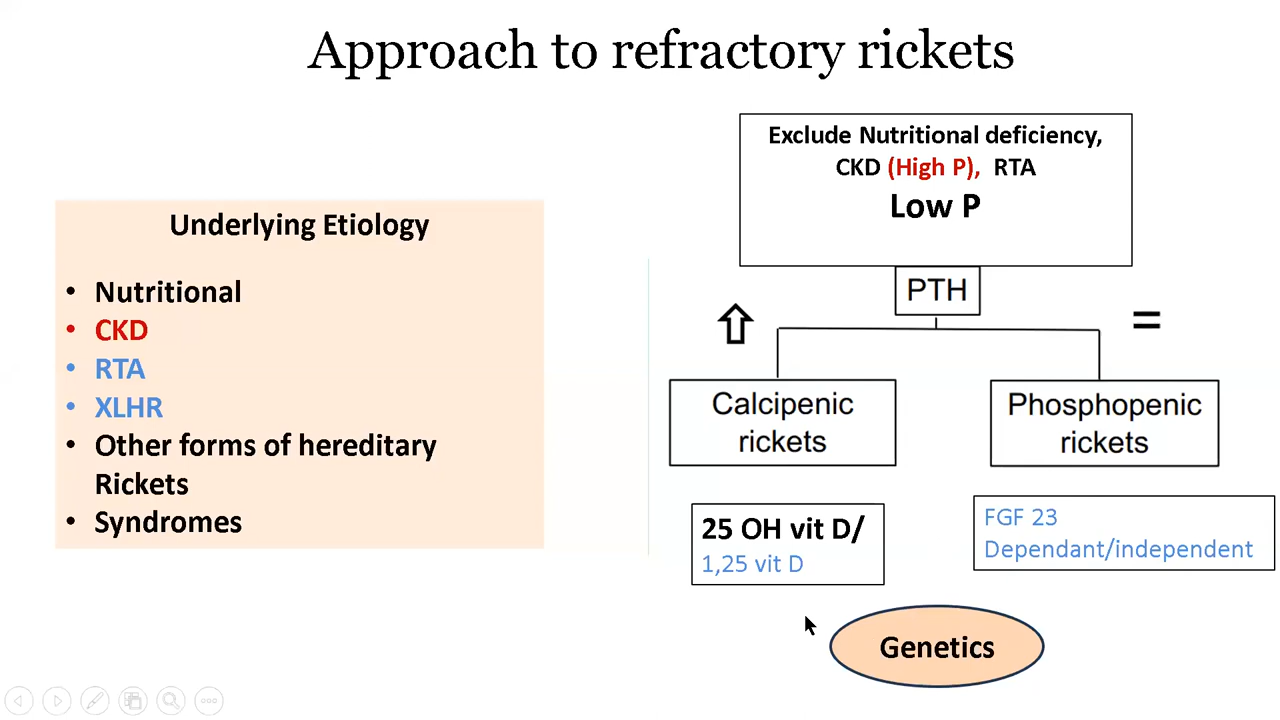 Approach to refractory rickets
Underlying Etiology
• Nutritional
• CKD
• RTA
• XLHR
• Other forms of hereditary
Rickets
• Syndromes
Exclude Nutritional deficiency,
CKD (High P), RTA
Low P
PTH
=
Calcipenic
rickets
Phosphopenic
rickets
25 OH vit D/
1,25 vit D
FGF 23
Dependant/independent
Genetics